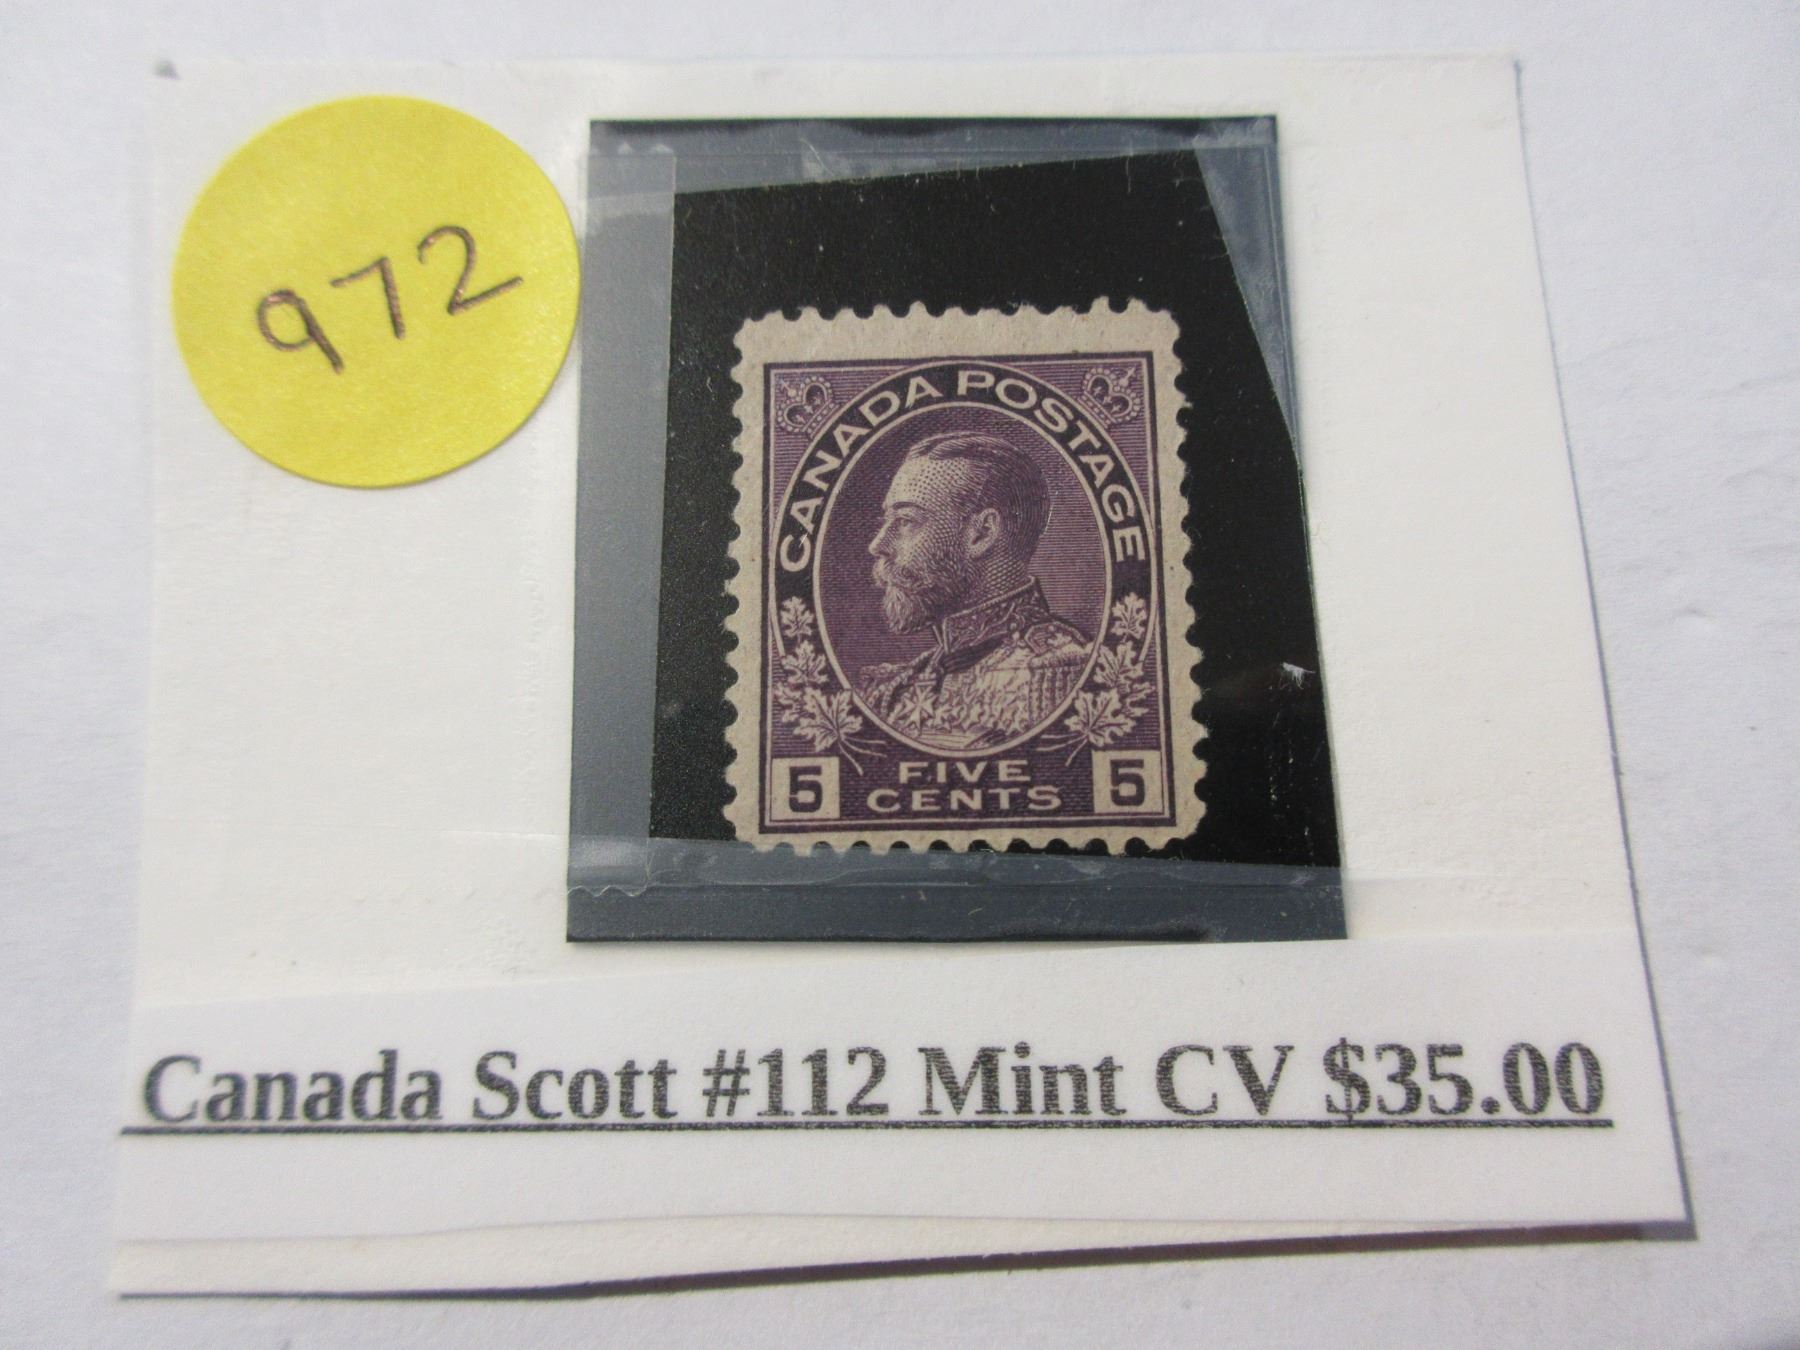 972
CANADA POSTAGE
5 FIVE CENTS 5
Canada Scott #112 Mint CV $35.00